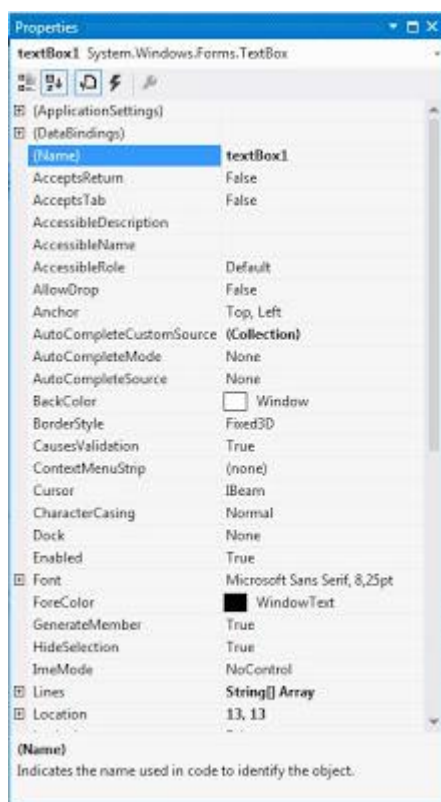 Properties
textBox1 System.Windows.Forms.TextBox
(ApplicationSettings)
(DataBindings)
(Name) textBox1
AcceptsReturn False
AcceptsTab False
AccessibleDescription
AccessibleName
AccessibleRole Default
AllowDrop False
Anchor Top, Left
AutoCompleteCustomSource (Collection)
AutoCompleteMode None
AutoCompleteSource None
BackColor Window
BorderStyle Fixed3D
CausesValidation True
ContextMenuStrip (none)
Cursor IBeam
CharacterCasing Normal
Dock None
Enabled True
Font Microsoft Sans Serif, 8,25pt
ForeColor WindowText
GenerateMember True
HideSelection True
ImeMode NoControl
Lines String[] Array
Location 13, 13
(Name)
Indicates the name used in code to identify the object.